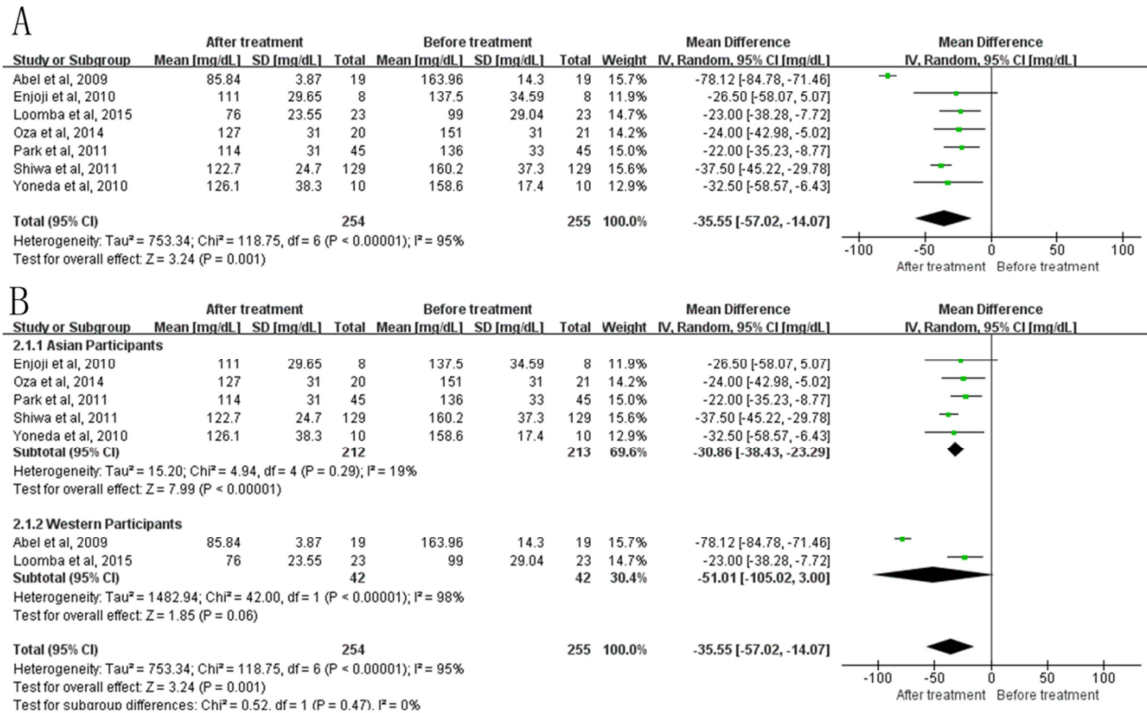 A
After treatment Before treatment Mean Difference Mean Difference
Study or Subgroup Mean [mg/dL] SD [mg/dL] Total Mean [mg/dL] SD [mg/dL] Total Weight IV, Random, 95% CI [mg/dL] IV, Random, 95% CI [mg/dL]
Abel et al, 2009 85.84 3.87 19 163.96 14.3 19 15.7% -78.12 [-84.78, -71.46]
Enjoji et al, 2010 111 29.65 8 137.5 34.59 8 11.9% -26.50 [-58.07, 5.07]
Loomba et al, 2015 76 23.55 23 99 29.04 23 14.7% -23.00 [-38.28, -7.72]
Oza et al, 2014 127 31 20 151 31 21 14.2% -24.00 [-42.98, -5.02]
Park et al, 2011 114 31 45 136 33 45 15.0% -22.00 [-35.23, -8.77]
Shiwa et al, 2011 122.7 24.7 129 160.2 37.3 129 15.6% -37.50 [-45.22, -29.78]
Yoneda et al, 2010 126.1 38.3 10 158.6 17.4 10 12.9% -32.50 [-58.57, -6.43]
Total (95% CI) 254 255 100.0% -35.55 [-57.02, -14.07]
Heterogeneity: Tau² = 753.34; Chi² = 118.75, df = 6 (P < 0.00001); I² = 95%
Test for overall effect: Z = 3.24 (P = 0.001)
-100 -50 0 50 100
After treatment Before treatment
B
After treatment Before treatment Mean Difference Mean Difference
Study or Subgroup Mean [mg/dL] SD [mg/dL] Total Mean [mg/dL] SD [mg/dL] Total Weight IV, Random, 95% CI [mg/dL] IV, Random, 95% CI [mg/dL]
2.1.1 Asian Participants
Enjoji et al, 2010 111 29.65 8 137.5 34.59 8 11.9% -26.50 [-58.07, 5.07]
Oza et al, 2014 127 31 20 151 31 21 14.2% -24.00 [-42.98, -5.02]
Park et al, 2011 114 31 45 136 33 45 15.0% -22.00 [-35.23, -8.77]
Shiwa et al, 2011 122.7 24.7 129 160.2 37.3 129 15.6% -37.50 [-45.22, -29.78]
Yoneda et al, 2010 126.1 38.3 10 158.6 17.4 10 12.9% -32.50 [-58.57, -6.43]
Subtotal (95% CI) 212 213 69.6% -30.86 [-38.43, -23.29]
Heterogeneity: Tau² = 15.20; Chi² = 4.94, df = 4 (P = 0.29); I² = 19%
Test for overall effect: Z = 7.99 (P < 0.00001)
2.1.2 Western Participants
Abel et al, 2009 85.84 3.87 19 163.96 14.3 19 15.7% -78.12 [-84.78, -71.46]
Loomba et al, 2015 76 23.55 23 99 29.04 23 14.7% -23.00 [-38.28, -7.72]
Subtotal (95% CI) 42 42 30.4% -51.01 [-105.02, 3.00]
Heterogeneity: Tau² = 1482.94; Chi² = 42.00, df = 1 (P < 0.00001); I² = 98%
Test for overall effect: Z = 1.85 (P = 0.06)
Total (95% CI) 254 255 100.0% -35.55 [-57.02, -14.07]
Heterogeneity: Tau² = 753.34; Chi² = 118.75, df = 6 (P < 0.00001); I² = 95%
Test for overall effect: Z = 3.24 (P = 0.001)
Test for subgroup differences: Chi² = 0.52, df = 1 (P = 0.47), I² = 0%
-100 -50 0 50 100
After treatment Before treatment